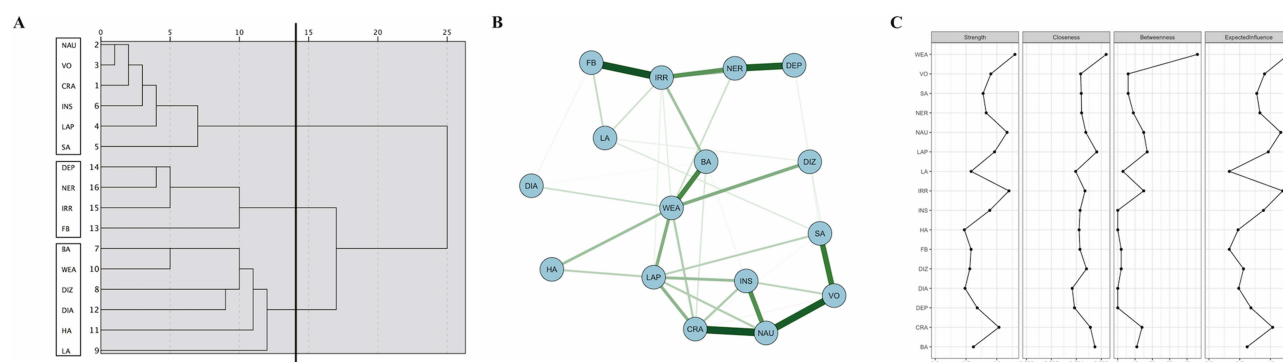 A
0 5 10 15 20 25
NAU 2
VO 3
CRA 1
INS 6
LAP 4
SA 5
DEP 14
NER 16
IRR 15
FB 13
BA 7
WEA 10
DIZ 8
DIA 12
HA 11
LA 9
B
FB
IRR
NER
DEP
LA
BA
DIZ
DIA
WEA
SA
HA
LAP
INS
VO
CRA
NAU
C
Strength Closeness Betweenness ExpectedInfluence
WEA
VO
SA
NER
NAU
LAP
LA
IRR
INS
HA
FB
DIZ
DIA
DEP
CRA
BA